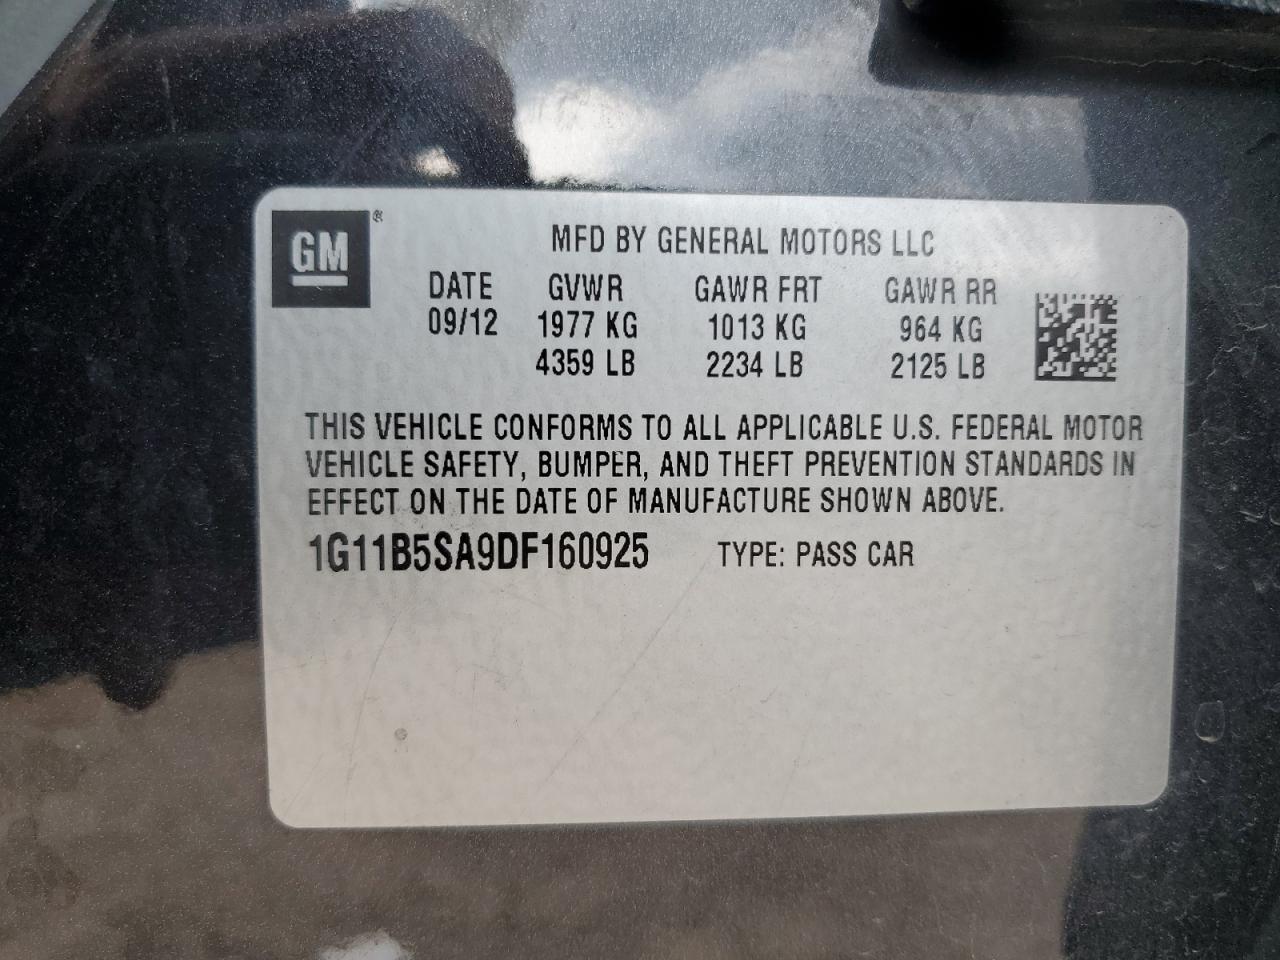 GM ®
MFD BY GENERAL MOTORS LLC
DATE GVWR GAWR FRT GAWR RR
09/12 1977 KG 1013 KG 964 KG
4359 LB 2234 LB 2125 LB
THIS VEHICLE CONFORMS TO ALL APPLICABLE U.S. FEDERAL MOTOR
VEHICLE SAFETY, BUMPER, AND THEFT PREVENTION STANDARDS IN
EFFECT ON THE DATE OF MANUFACTURE SHOWN ABOVE.
1G11B5SA9DF160925 TYPE: PASS CAR